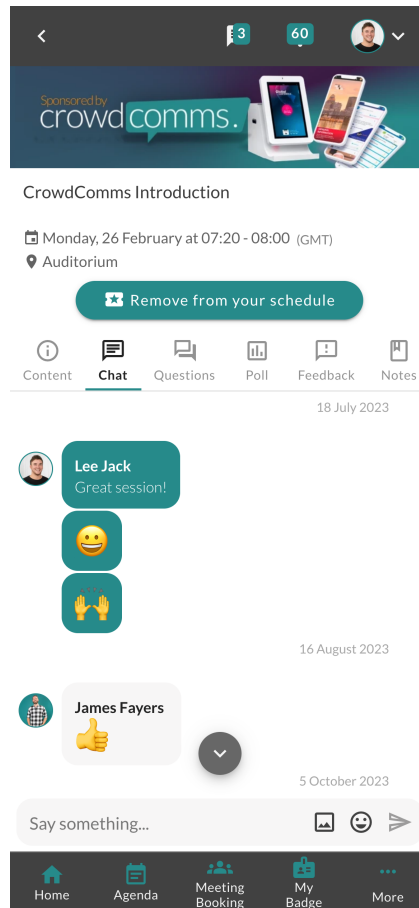 3
60
Sponsored by
crowdcomms.
CrowdComms Introduction
Monday, 26 February at 07:20 - 08:00 (GMT)
Auditorium
Remove from your schedule
Content
Chat
Questions
Poll
Feedback
Notes
18 July 2023
Lee Jack
Great session!
16 August 2023
James Fayers
5 October 2023
Say something...
Home
Agenda
Meeting
Booking
My
Badge
More